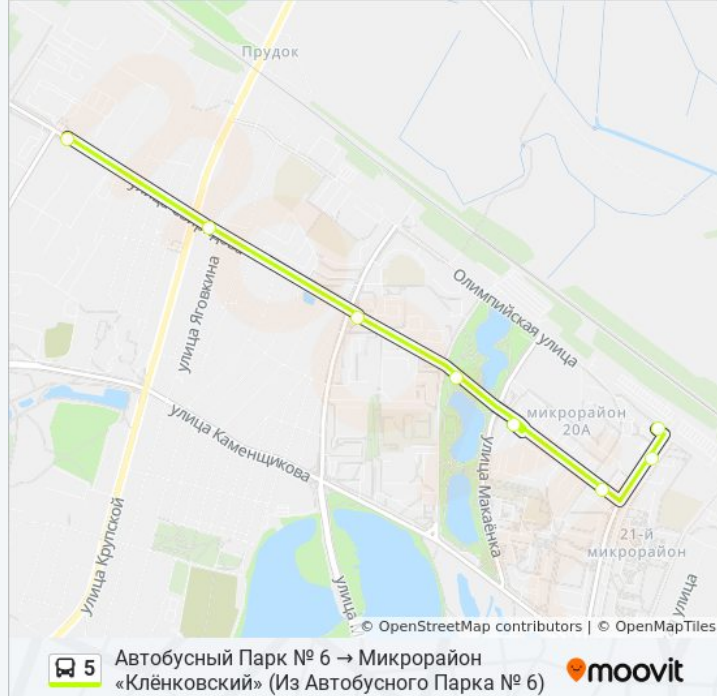 Прудок
улица
улица Яговкина
Олимпийская улица
микрорайон
20А
улица Каменщикова
улица Макаёнка
21-й
микрорайон
улица Крупской
улица
улица
© OpenStreetMap contributors | © OpenMapTiles
5
Автобусный Парк № 6 → Микрорайон
«Клёнковский» (Из Автобусного Парка № 6)
moovit